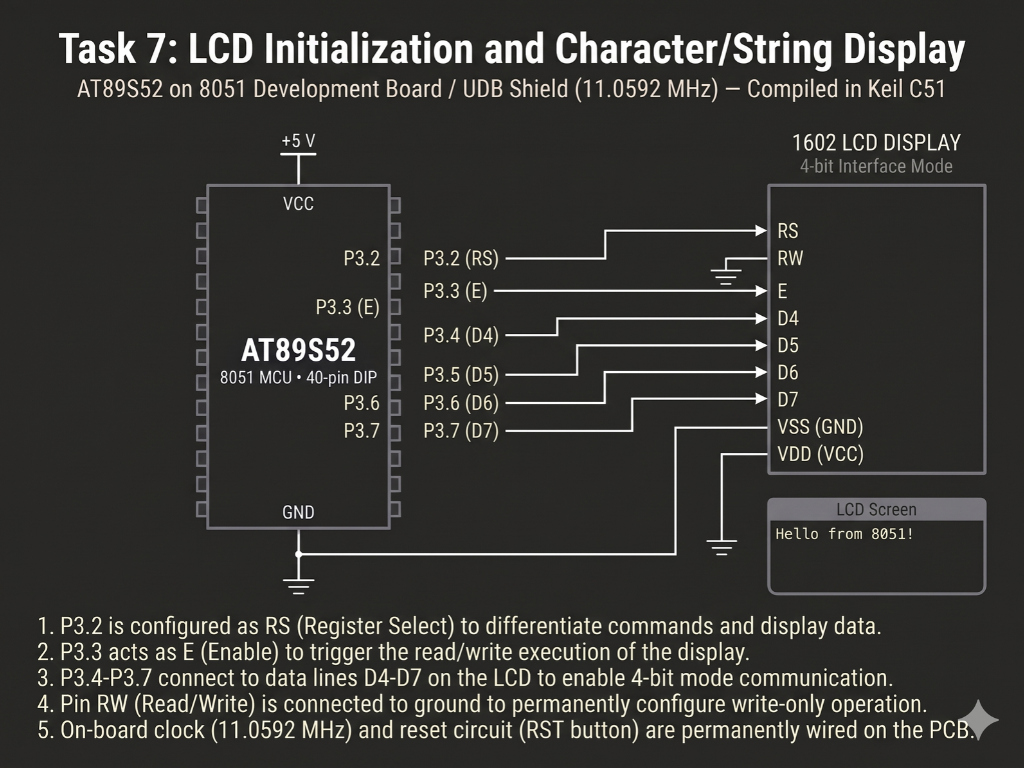 Task 7: LCD Initialization and Character/String Display
AT89S52 on 8051 Development Board / UDB Shield (11.0592 MHz) — Compiled in Keil C51
+5 V
VCC
P3.2
P3.3 (E)
AT89S52
8051 MCU • 40-pin DIP
P3.6
P3.7
GND
P3.2 (RS)
P3.3 (E)
P3.4 (D4)
P3.5 (D5)
P3.6 (D6)
P3.7 (D7)
1602 LCD DISPLAY
4-bit Interface Mode
RS
RW
E
D4
D5
D6
D7
VSS (GND)
VDD (VCC)
LCD Screen
Hello from 8051!
1. P3.2 is configured as RS (Register Select) to differentiate commands and display data.
2. P3.3 acts as E (Enable) to trigger the read/write execution of the display.
3. P3.4-P3.7 connect to data lines D4-D7 on the LCD to enable 4-bit mode communication.
4. Pin RW (Read/Write) is connected to ground to permanently configure write-only operation.
5. On-board clock (11.0592 MHz) and reset circuit (RST button) are permanently wired on the PCB.